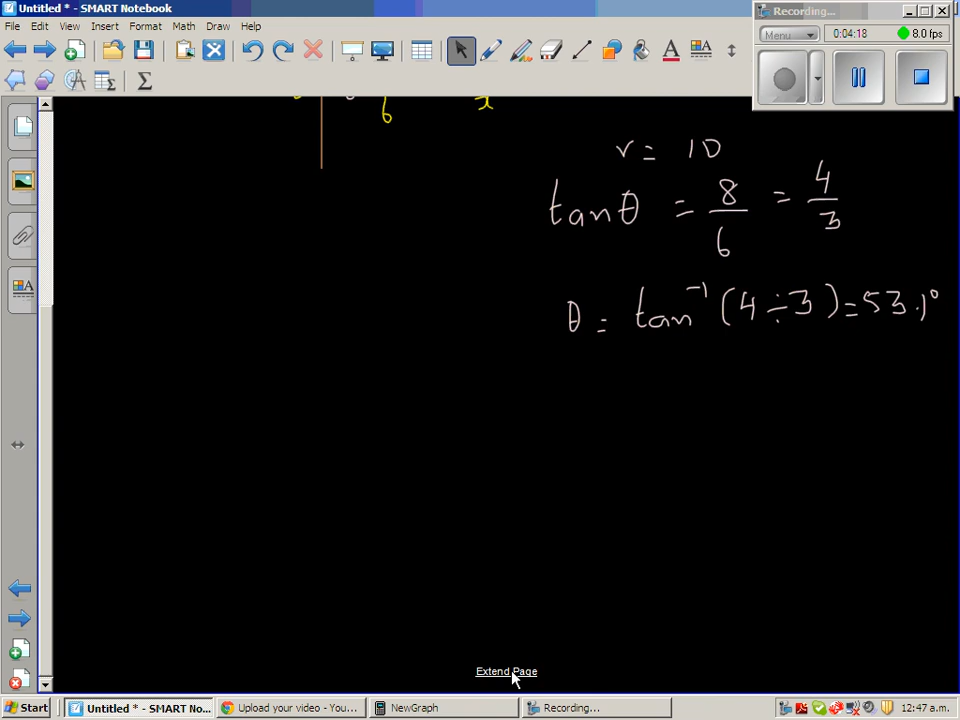 Untitled * - SMART Notebook
Recording...
File Edit View Insert Format Math Draw Help
Menu 0:04:18 8.0 fps
6 x
r = 10
tanθ = 8/6 = 4/3
θ = tan⁻¹ (4 ÷ 3) = 53.1°
Extend Page
Start Untitled * - SMART No... Upload your video - You... NewGraph Recording... 12:47 a.m.